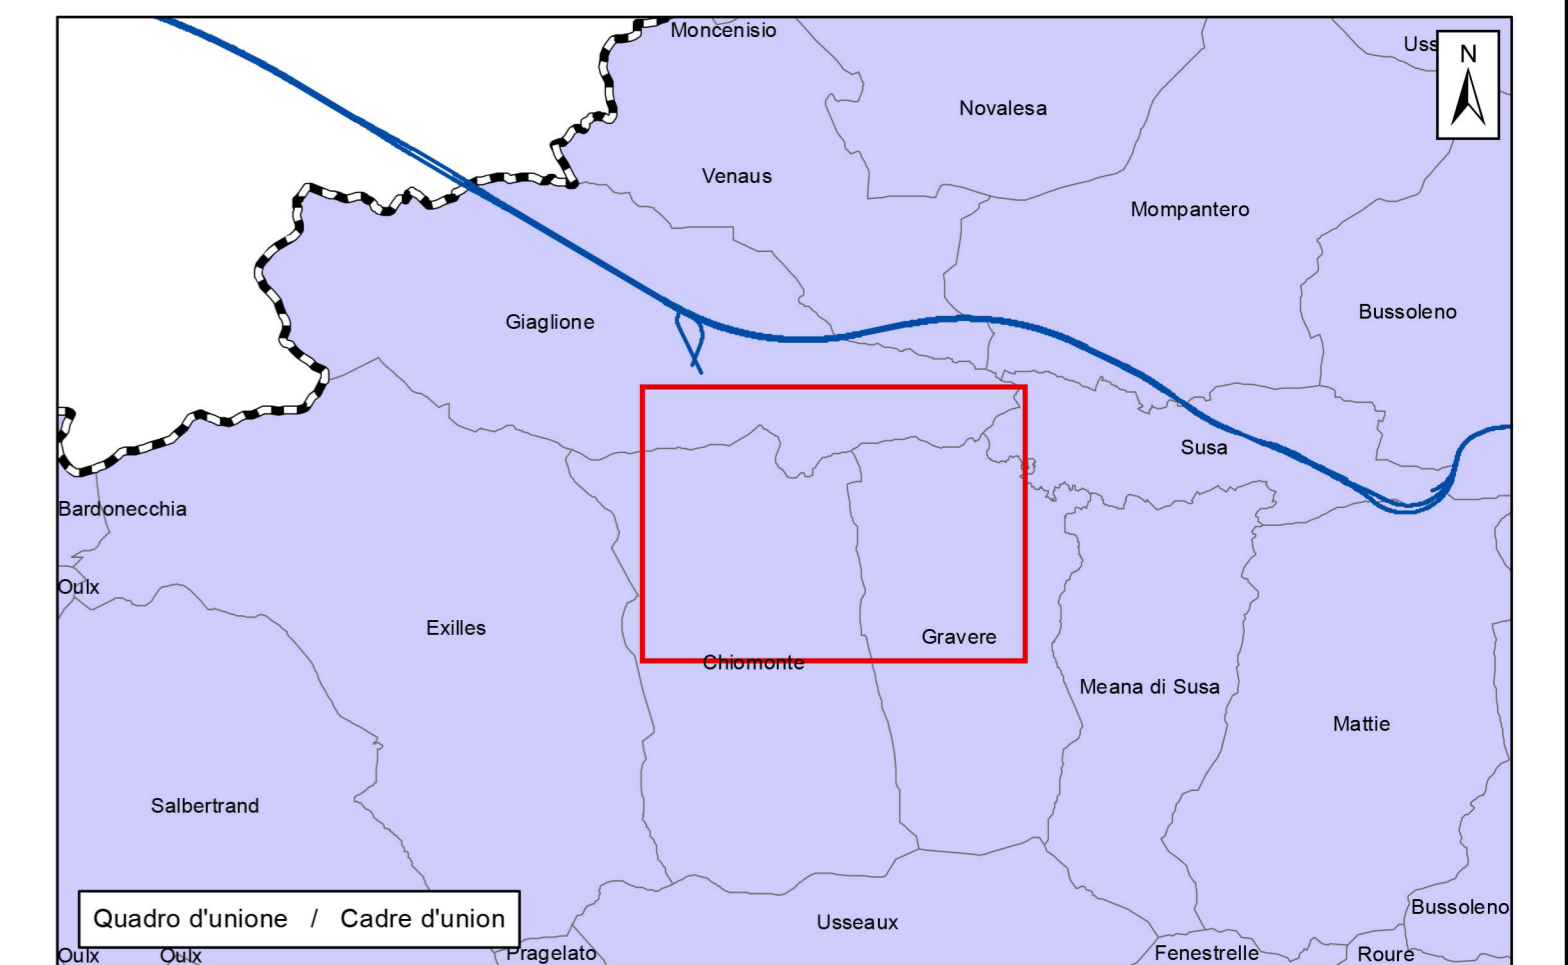 Moncenisio
Uss
N
Novalesa
Venaus
Mompantero
Bussoleno
Giaglione
Susa
Bardonecchia
Oulx
Exilles
Gravere
Chiomonte
Meana di Susa
Mattie
Salbertrand
Bussoleno
Quadro d'unione / Cadre d'union
Usseaux
Oulx
Oulx
Pragelato
Fenestrelle
Roure